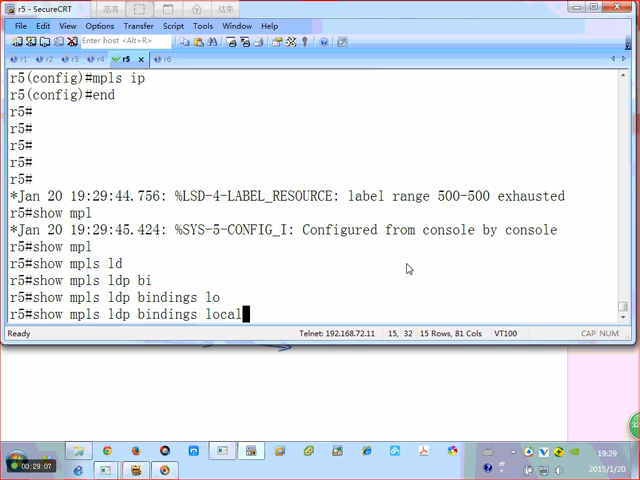 高清
结束
r5 - SecureCRT
File Edit View Options Transfer Script Tools Window Help
Enter host <Alt+R>
r1 r2 r3 r4 r5 r6
r5(config)#mpls ip
r5(config)#end
r5#
r5#
r5#
r5#
r5#
*Jan 20 19:29:44.756: %LSD-4-LABEL_RESOURCE: label range 500-500 exhausted
r5#show mpl
*Jan 20 19:29:45.424: %SYS-5-CONFIG_I: Configured from console by console
r5#show mpl
r5#show mpls ld
r5#show mpls ldp bi
r5#show mpls ldp bindings lo
r5#show mpls ldp bindings local
Ready Telnet: 192.168.72.11 15, 32 15 Rows, 81 Cols VT100 CAP NUM
32
00:29:07
19:29
2015/1/20